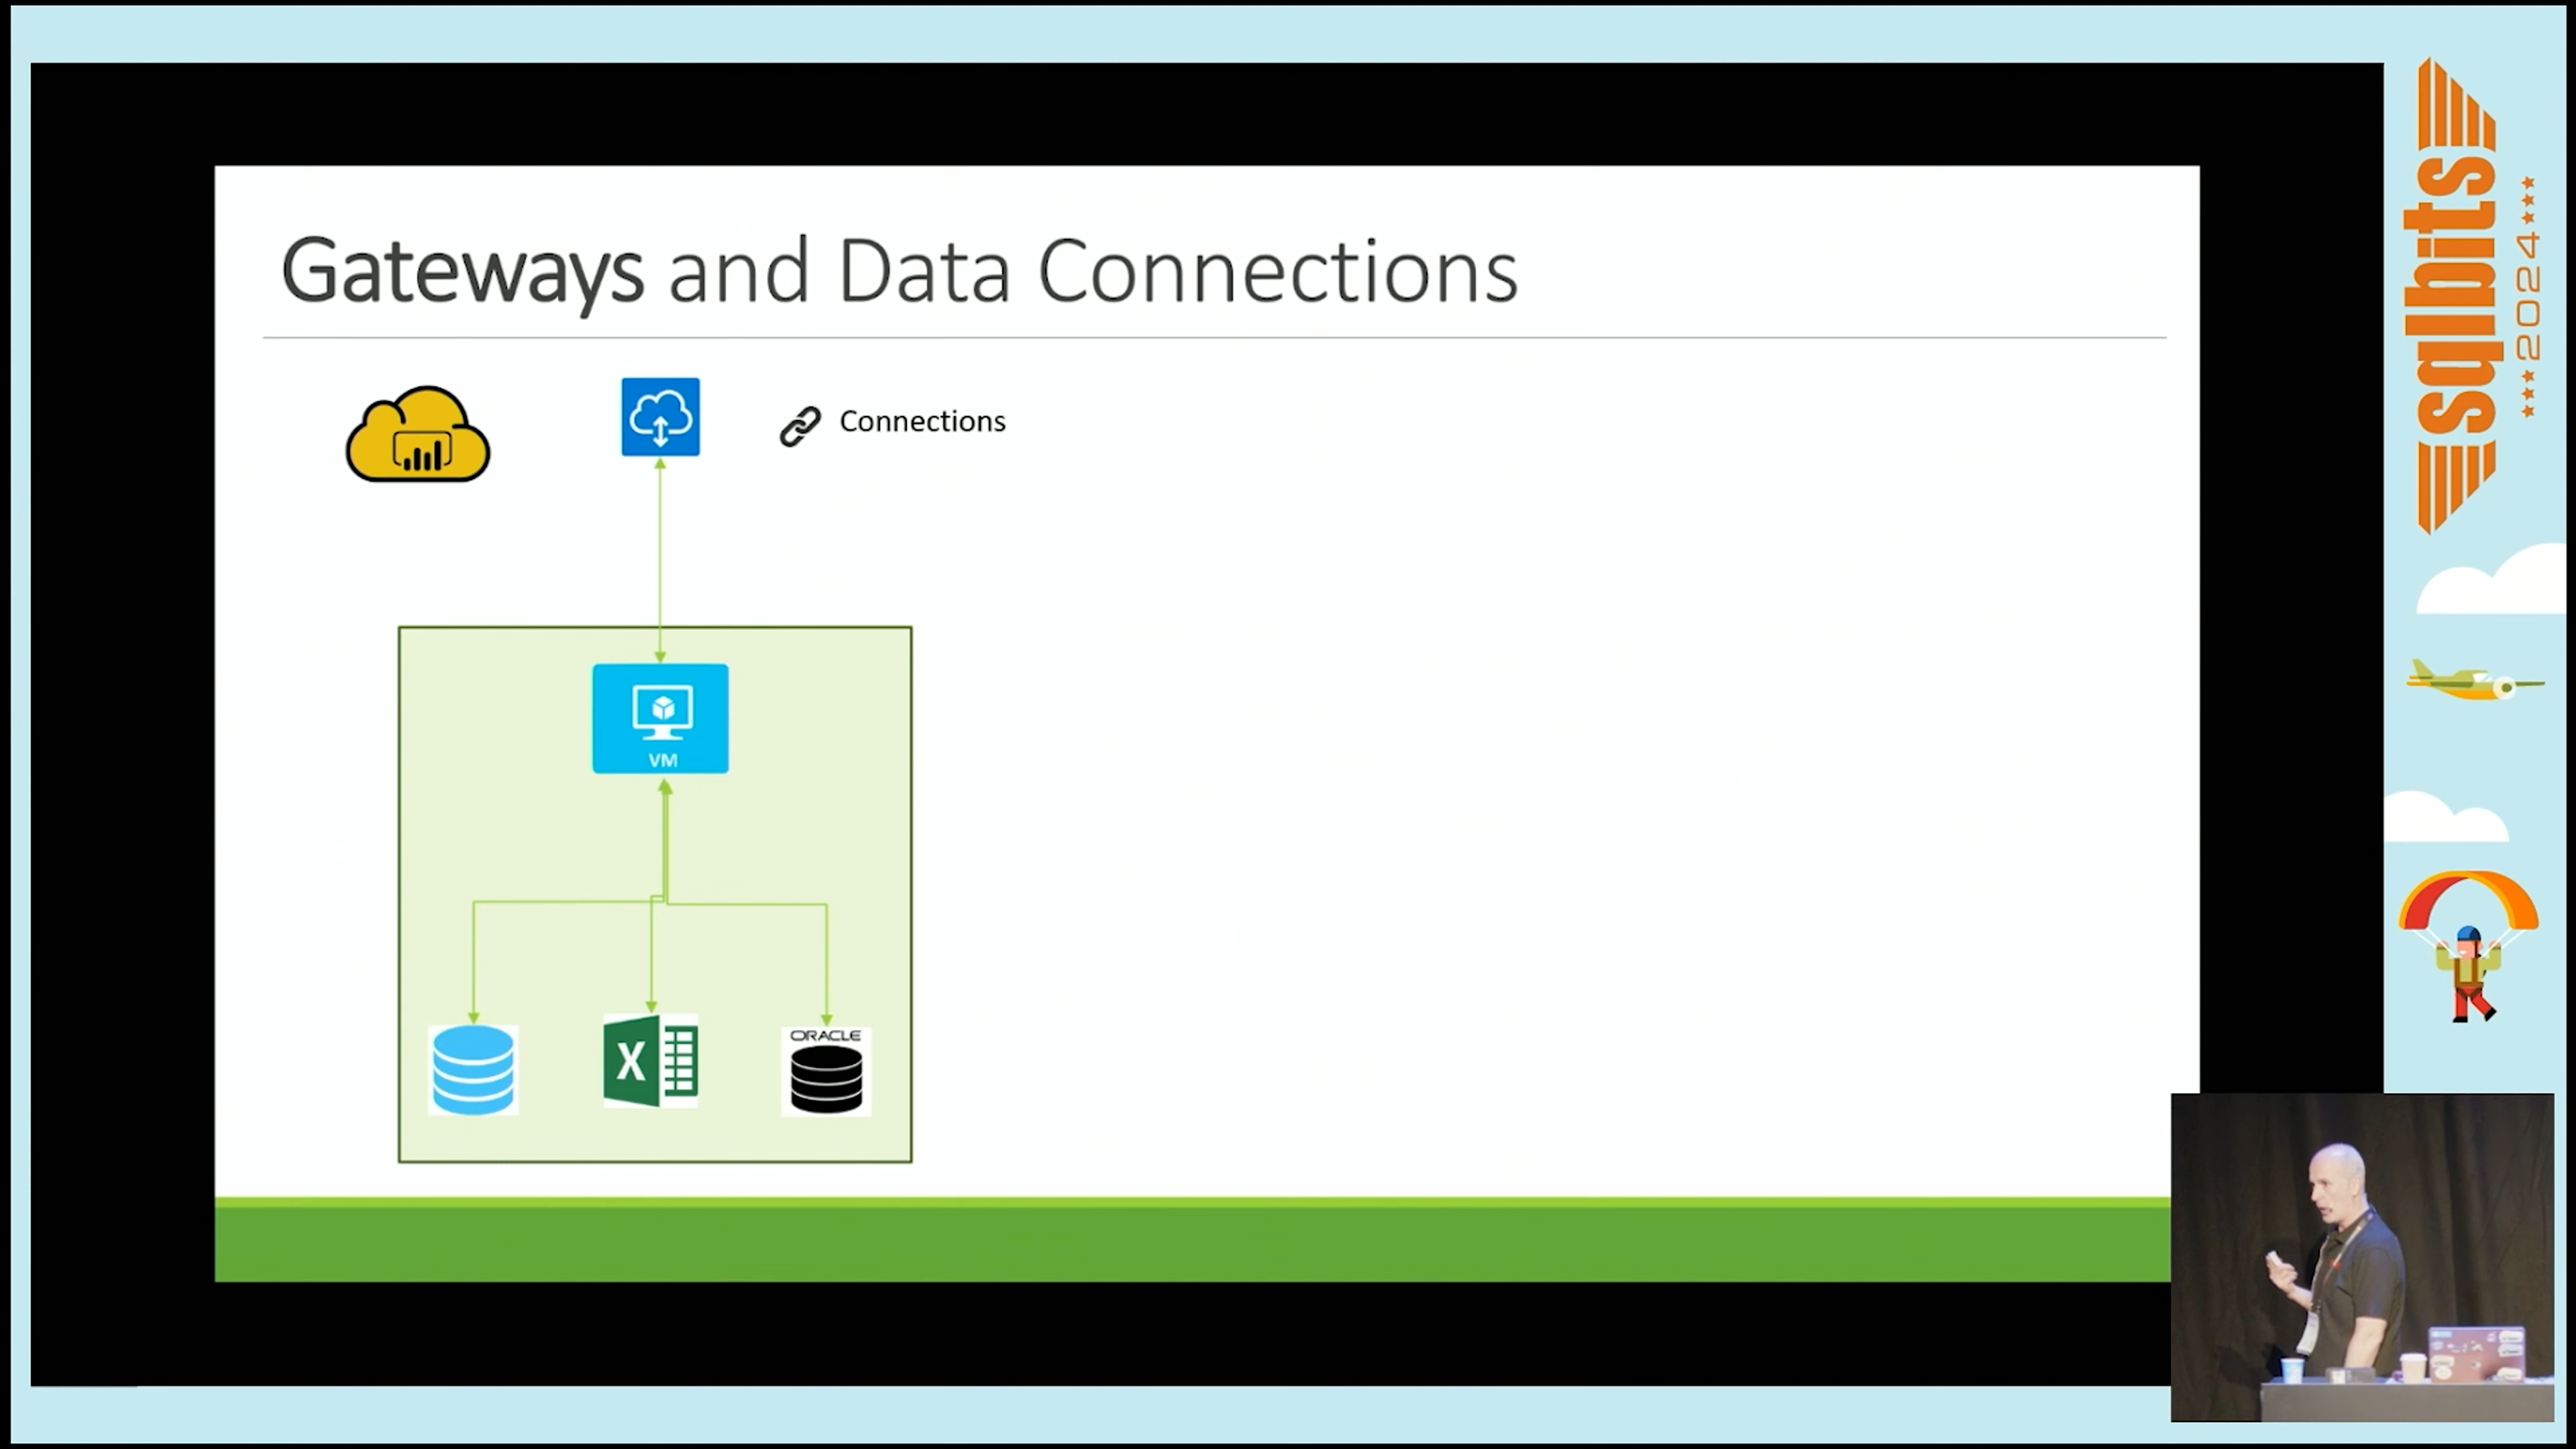 Gateways and Data Connections
Connections
VM
X
ORACLE
sqlbits
2024